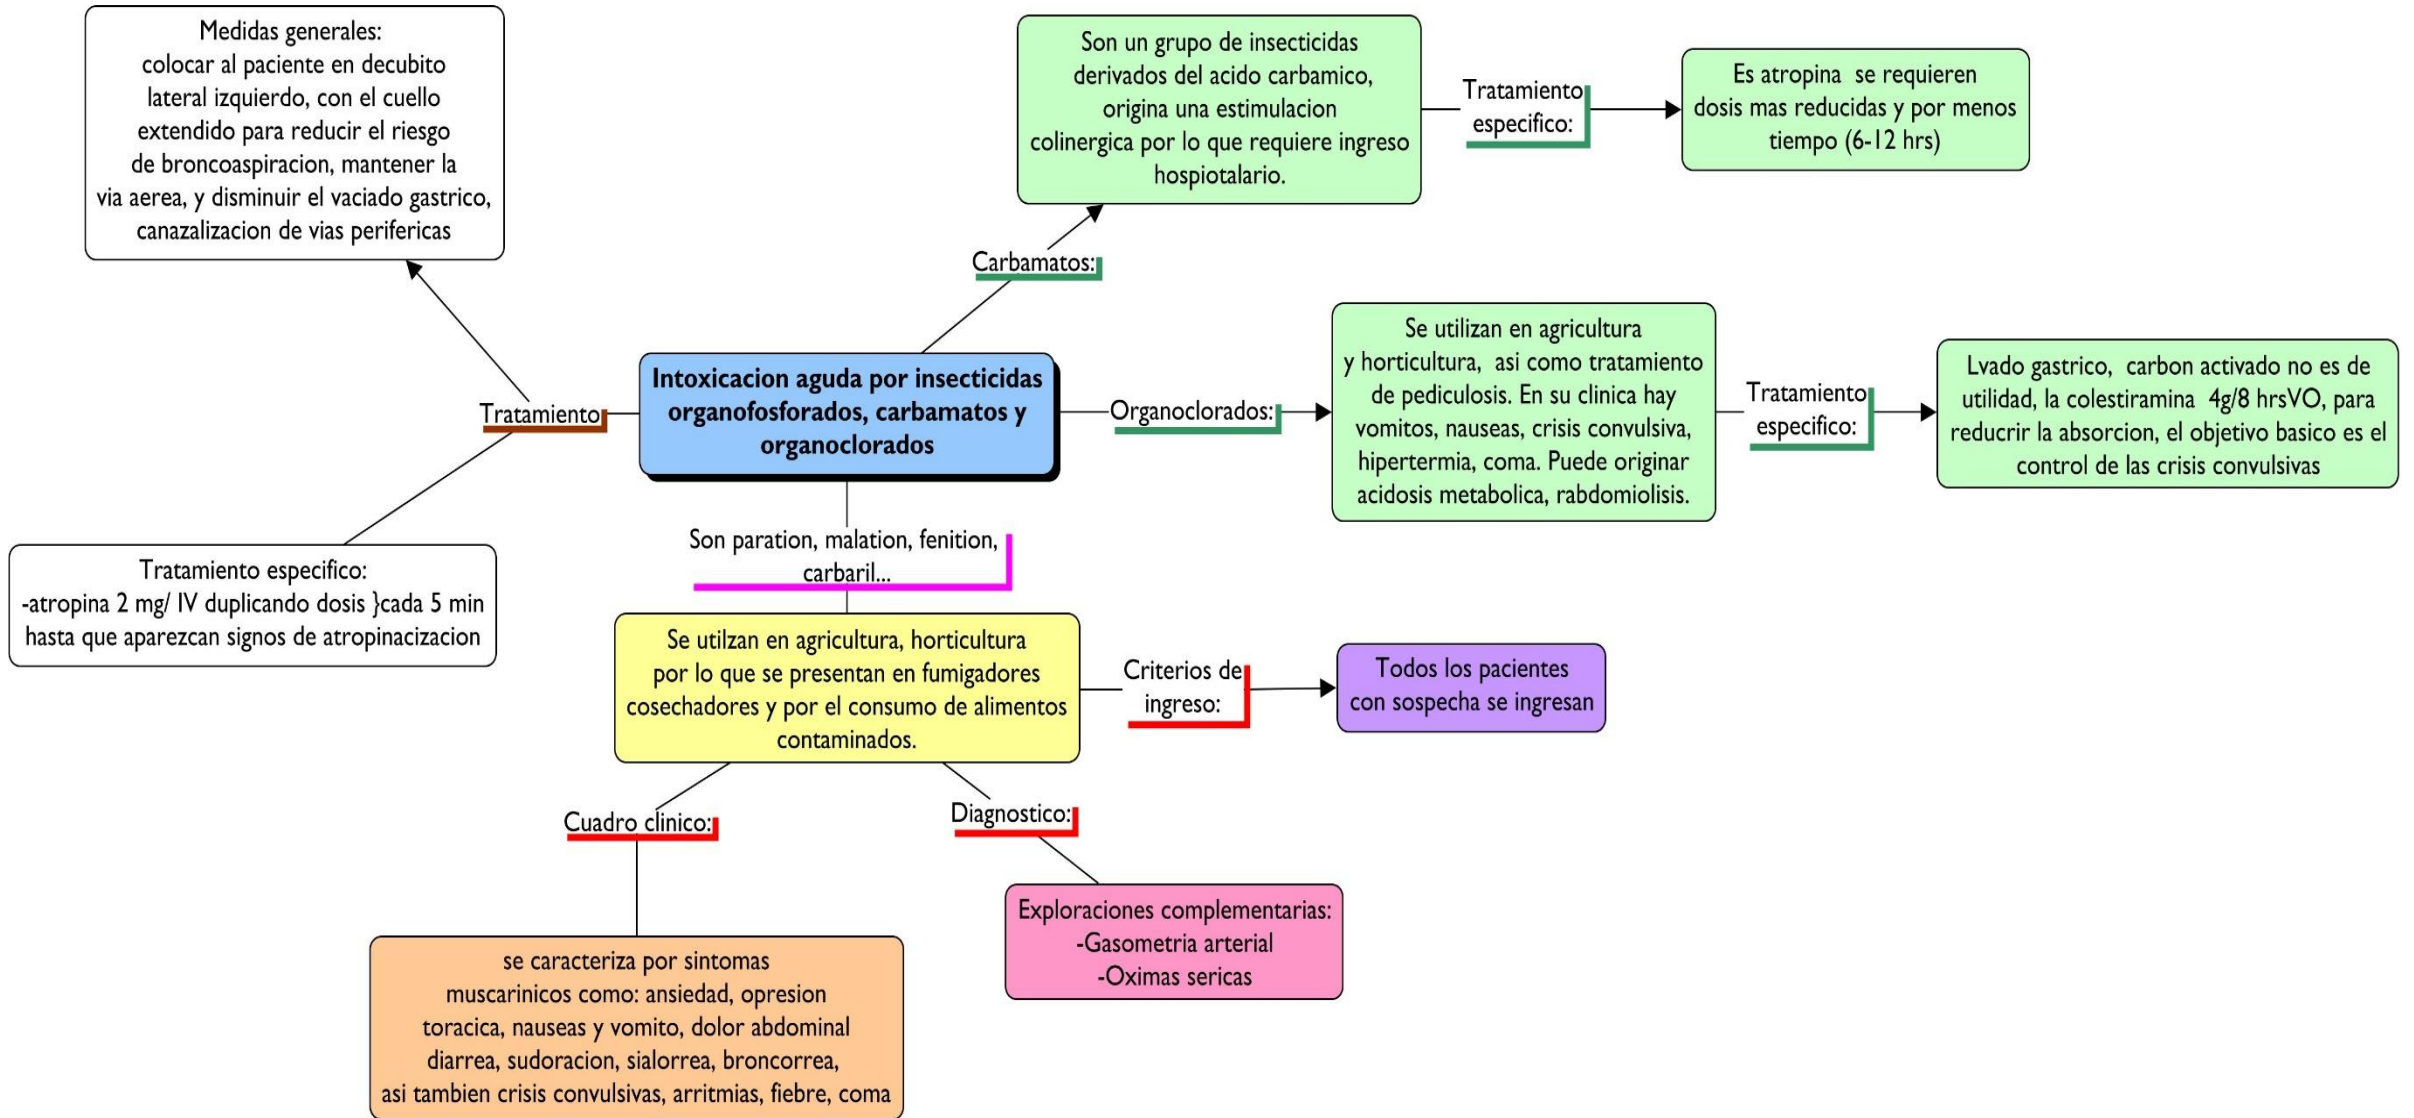 Medidas generales:
colocar al paciente en decubito
lateral izquierdo, con el cuello
extendido para reducir el riesgo
de broncoaspiracion, mantener la
via aerea, y disminuir el vaciado gastrico,
canazalizacion de vias perifericas
Son un grupo de insecticidas
derivados del acido carbamico,
origina una estimulacion
colinergica por lo que requiere ingreso
hospiotalario.
Tratamiento
especifico:
Es atropina se requieren
dosis mas reducidas y por menos
tiempo (6-12 hrs)
Carbamatos:
Intoxicacion aguda por insecticidas
organofosforados, carbamatos y
organoclorados
Tratamiento
Organoclorados:
Se utilizan en agricultura
y horticultura, asi como tratamiento
de pediculosis. En su clinica hay
vomitos, nauseas, crisis convulsiva,
hipertermia, coma. Puede originar
acidosis metabolica, rabdomiolisis.
Tratamiento
especifico:
Lvado gastrico, carbon activado no es de
utilidad, la colestiramina 4g/8 hrsVO, para
reducrir la absorcion, el objetivo basico es el
control de las crisis convulsivas
Tratamiento especifico:
-atropina 2 mg/ IV duplicando dosis }cada 5 min
hasta que aparezcan signos de atropinacizacion
Son paration, malation, fenition,
carbaril...
Se utilzan en agricultura, horticultura
por lo que se presentan en fumigadores
cosechadores y por el consumo de alimentos
contaminados.
Criterios de
ingreso:
Todos los pacientes
con sospecha se ingresan
Cuadro clinico:
Diagnostico:
Exploraciones complementarias:
-Gasometria arterial
-Oximas sericas
se caracteriza por sintomas
muscarinicos como: ansiedad, opresion
toracica, nauseas y vomito, dolor abdominal
diarrea, sudoracion, sialorrea, broncorrea,
asi tambien crisis convulsivas, arritmias, fiebre, coma